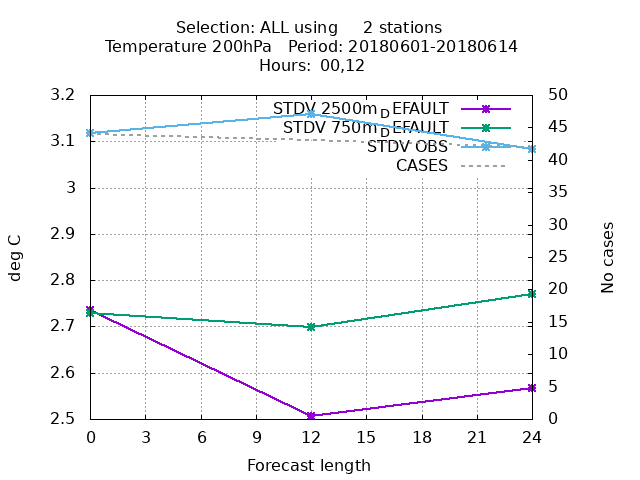 Selection: ALL using     2 stations
Temperature 200hPa   Period: 20180601-20180614
Hours:  00,12
STDV 2500m_DEFAULT
STDV 750m_DEFAULT
STDV OBS
CASES
3.2
3.1
3
2.9
2.8
2.7
2.6
2.5
50
45
40
35
30
25
20
15
10
5
0
deg C
No cases
0 3 6 9 12 15 18 21 24
Forecast length